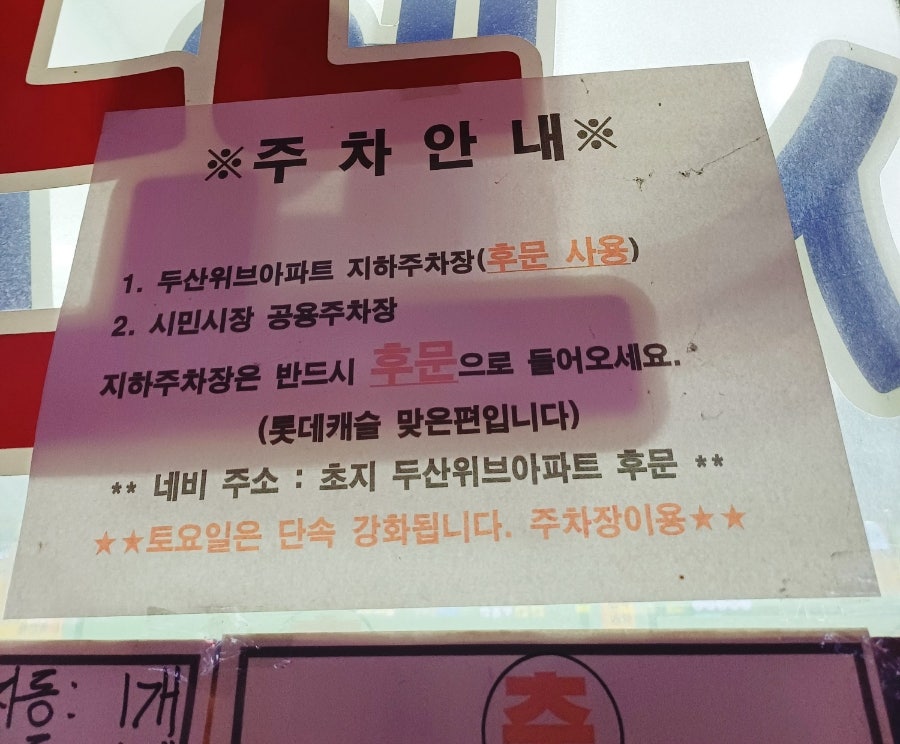 ※주 차 안 내※
1. 두산위브아파트 지하주차장(후문 사용)
2. 시민시장 공용주차장
지하주차장은 반드시 후문으로 들어오세요.
(롯데캐슬 맞은편입니다)
** 네비 주소 : 초지 두산위브아파트 후문 **
★★토요일은 단속 강화됩니다. 주차장이용★★
동: 1개